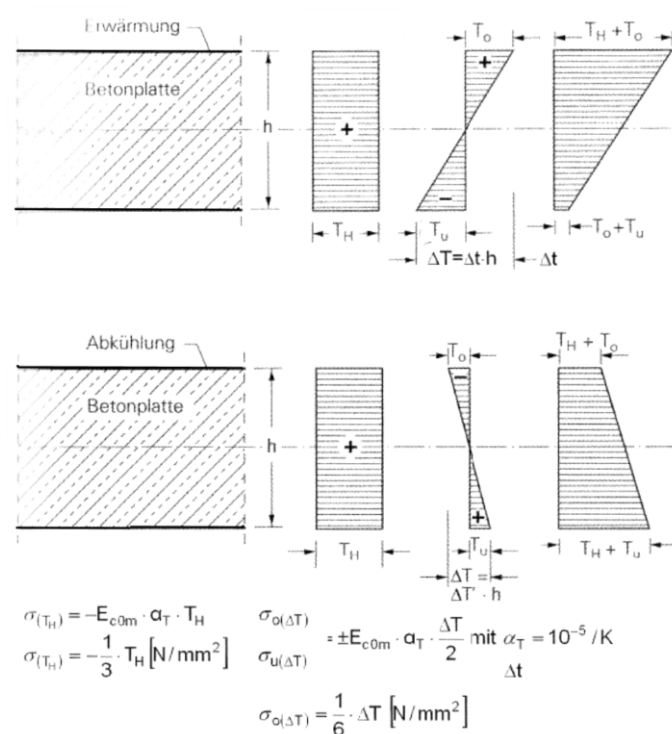 Erwärmung
Betonplatte
h
+
T_H
T_o
+
−
T_u
ΔT=Δt·h
Δt
T_H + T_o
T_o + T_u
Abkühlung
Betonplatte
h
+
T_H
T_o
−
+
T_u
ΔT =
ΔT' · h
T_H + T_o
T_H + T_u
σ_(T_H) = −E_c0m · α_T · T_H
σ_(T_H) = −1/3 · T_H [N/mm²]
σ_o(ΔT)
σ_u(ΔT)
= ±E_c0m · α_T · ΔT/2 mit α_T = 10⁻⁵ /K
Δt
σ_o(ΔT) = 1/6 · ΔT [N/mm²]